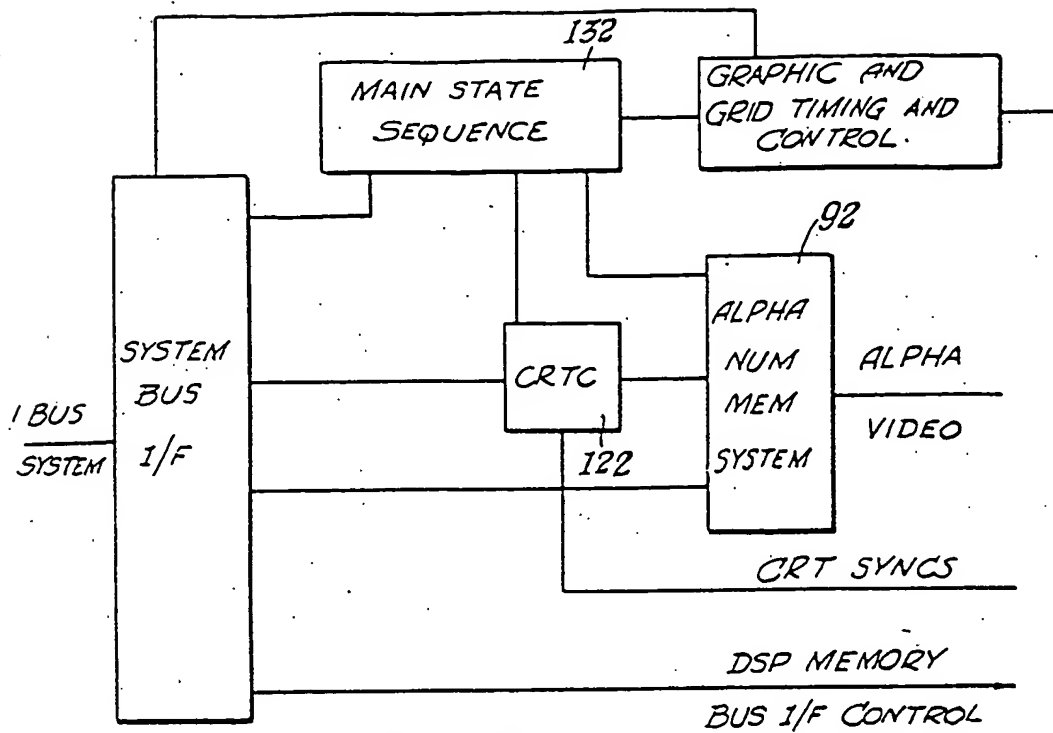 132
MAIN STATE
SEQUENCE
GRAPHIC AND
GRID TIMING AND
CONTROL.
92
SYSTEM
BUS
I/F
1 BUS
SYSTEM
CRTC
122
ALPHA
NUM
MEM
SYSTEM
ALPHA
VIDEO
CRT SYNCS
DSP MEMORY
BUS I/F CONTROL